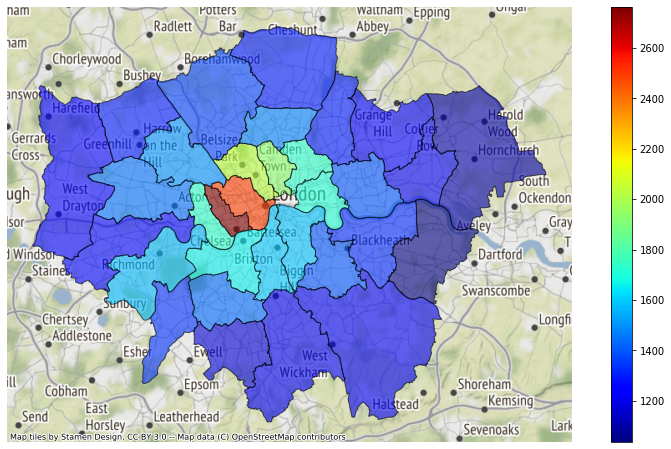 Potters
Bar
Cheshunt
Waltham
Abbey
Epping
Radlett
Chorleywood
Bushey
Borehamwood
Harefield
Gerrards
Cross
Greenhill
Harrow
on the
Hill
Belsize
Park
Camden
Town
Grange
Hill
Collier
Row
Harold
Wood
Hornchurch
West
Drayton
Acton
London
South
Ockendon
Aveley
Chelsea
Battersea
Brixton
Blackheath
d Windsor
Staines
Richmond
Dartford
Swanscombe
Sunbury
Chertsey
Addlestone
Esher
Ewell
West
Wickham
Cobham
Epsom
Halstead
Shoreham
Kemsing
Send
East
Horsley
Leatherhead
Sevenoaks
Map tiles by Stamen Design, CC BY 3.0 -- Map data (C) OpenStreetMap contributors
2600
2400
2200
2000
1800
1600
1400
1200